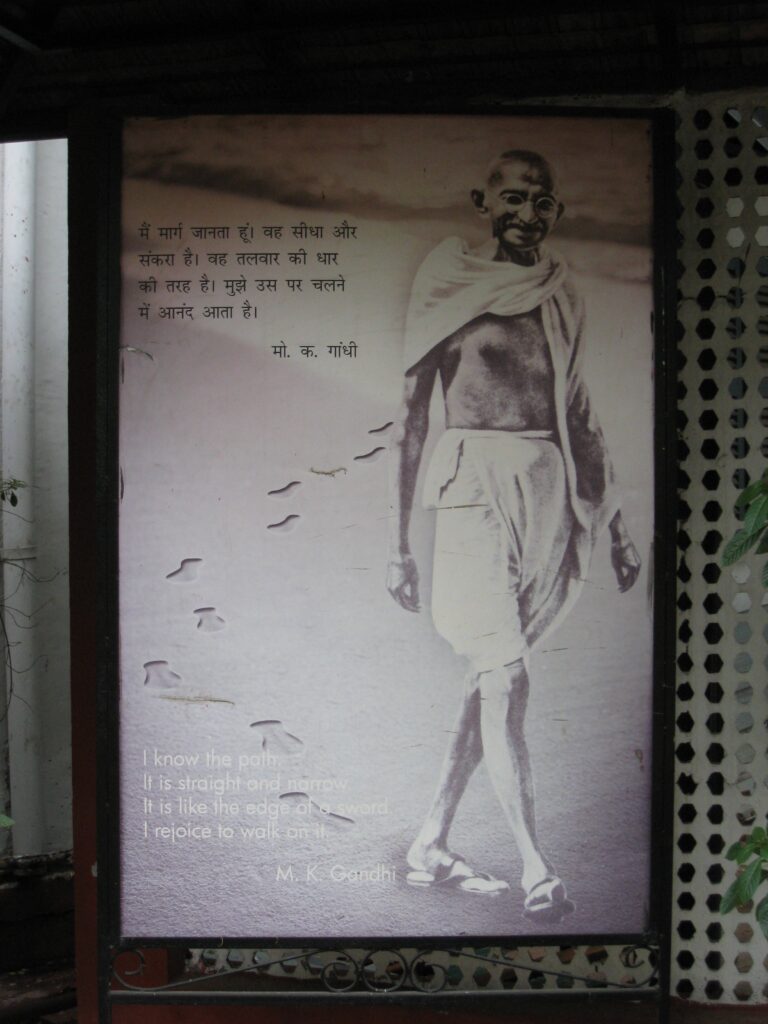 मैं मार्ग जानता हूं। वह सीधा और
संकरा है। वह तलवार की धार
की तरह है। मुझे उस पर चलने
में आनंद आता है।
मो. क. गांधी
I know the path.
It is straight and narrow.
It is like the edge of a sword.
I rejoice to walk on it.
M. K. Gandhi